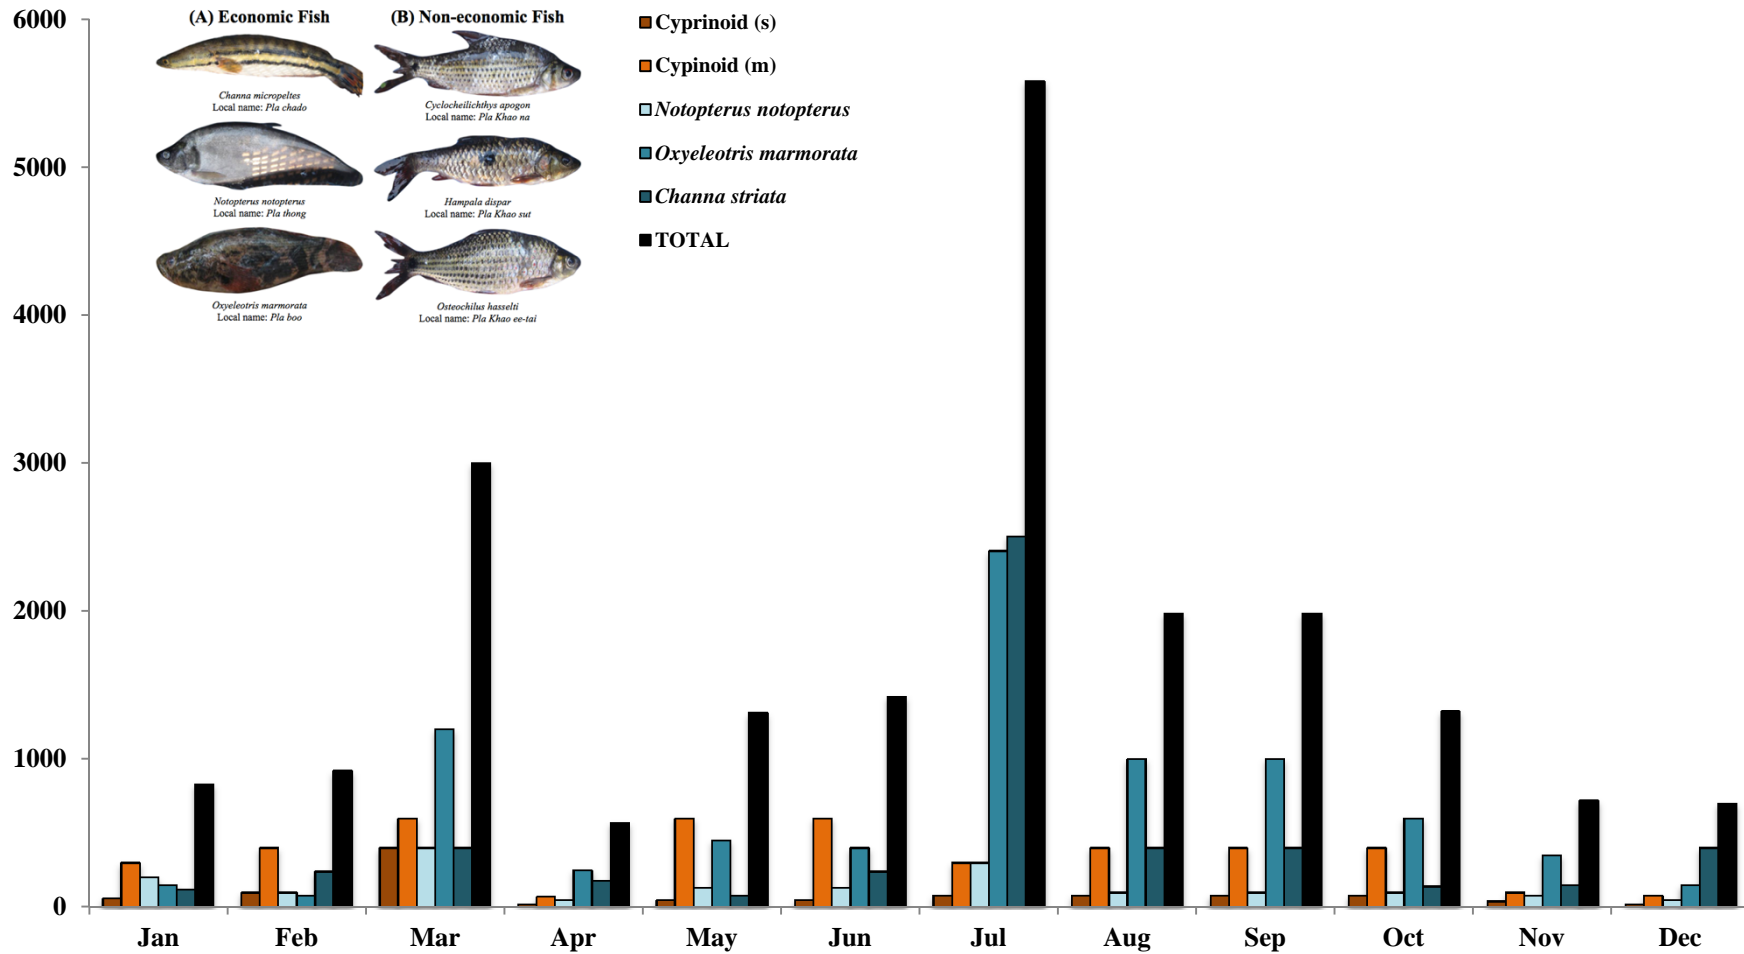 6000
5000
4000
3000
2000
1000
0
(A) Economic Fish
(B) Non-economic Fish
Channa micropeltes
Local name: Pla chado
Cyclocheilichthys apogon
Local name: Pla Khao na
Notopterus notopterus
Local name: Pla thong
Hampala dispar
Local name: Pla Khao sut
Oxyeleotris marmorata
Local name: Pla boo
Osteochilus hasselti
Local name: Pla Khao ee-tai
Cyprinoid (s)
Cypinoid (m)
Notopterus notopterus
Oxyeleotris marmorata
Channa striata
TOTAL
Jan Feb Mar Apr May Jun Jul Aug Sep Oct Nov Dec